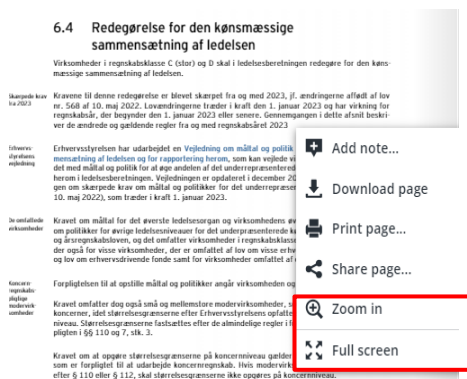 6.4 Redegørelse for den kønsmæssige
sammensætning af ledelsen
Virksomheder i regnskabsklasse C (stor) og D skal i ledelsesberetningen redegøre for den køns-
mæssige sammensætning af ledelsen.
Skærpede krav
fra 2023
Kravene til denne redegørelse er blevet skærpet fra og med 2023, jf. ændringerne affødt af lov
nr. 568 af 10. maj 2022. Lovændringerne træder i kraft den 1. januar 2023 og har virkning for
regnskabsår, der begynder den 1. januar 2023 eller senere. Gennemgangen i dette afsnit beskri-
ver de ændrede og gældende regler fra og med regnskabsåret 2023
Erhvervs-
styrelsens
vejledning
Erhvervsstyrelsen har udarbejdet en Vejledning om måltal og politik
mensætning af ledelsen og for rapportering herom, som kan vejlede vi
det med måltal og politik for at øge andelen af det underrepræsentered
herom i ledelsesberetningen. Vejledningen er opdateret i december 20
gen om skærpede krav om måltal og politikker for det underrepræser
10. maj 2022), som træder i kraft 1. januar 2023.
De omfattede
virksomheder
Kravet om måltal for det øverste ledelsesorgan og virksomhedens øv
om politikker for øvrige ledelsesniveauer for det underrepræsenterede kø
og årsregnskabsloven, og det omfatter virksomheder i regnskabsklasse
der også for visse virksomheder, der er omfattet af lov om visse erhv
og lov om erhvervsdrivende fonde samt for virksomheder omfattet af
Koncern-
regnskabs-
pligtige
modervirk-
somheder
Forpligtelsen til at opstille måltal og politikker angår virksomheden og
Kravet omfatter dog også små og mellemstore modervirksomheder, s
koncerner, idet størrelsesgrænserne efter Erhvervsstyrelsens opfatte
niveau. Størrelsesgrænserne fastsættes efter de almindelige regler i f
pligten i §§ 110 og 7, stk. 3.
Kravet om at opgøre størrelsesgrænserne på koncernniveau gælder
som er forpligtet til at udarbejde koncernregnskab. Hvis modervirks
efter § 110 eller § 112, skal størrelsesgrænserne ikke opgøres på koncernniveau.
Add note...
Download page
Print page...
Share page...
Zoom in
Full screen